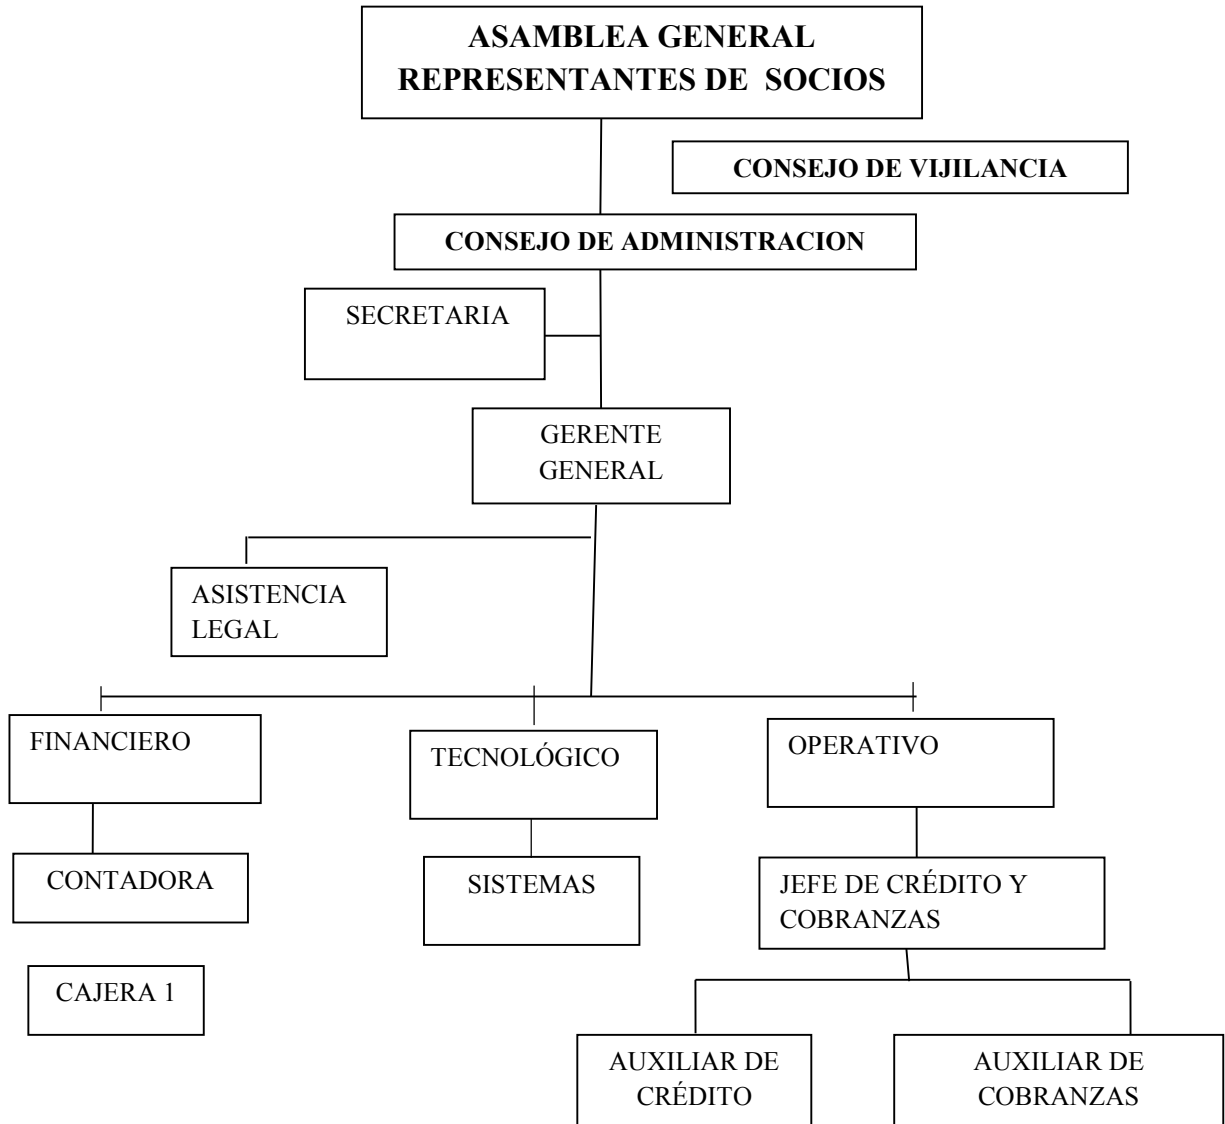 ASAMBLEA GENERAL
REPRESENTANTES DE SOCIOS
CONSEJO DE VIJILANCIA
CONSEJO DE ADMINISTRACION
SECRETARIA
GERENTE
GENERAL
ASISTENCIA
LEGAL
FINANCIERO
TECNOLÓGICO
OPERATIVO
CONTADORA
SISTEMAS
JEFE DE CRÉDITO Y
COBRANZAS
CAJERA 1
AUXILIAR DE
CRÉDITO
AUXILIAR DE
COBRANZAS